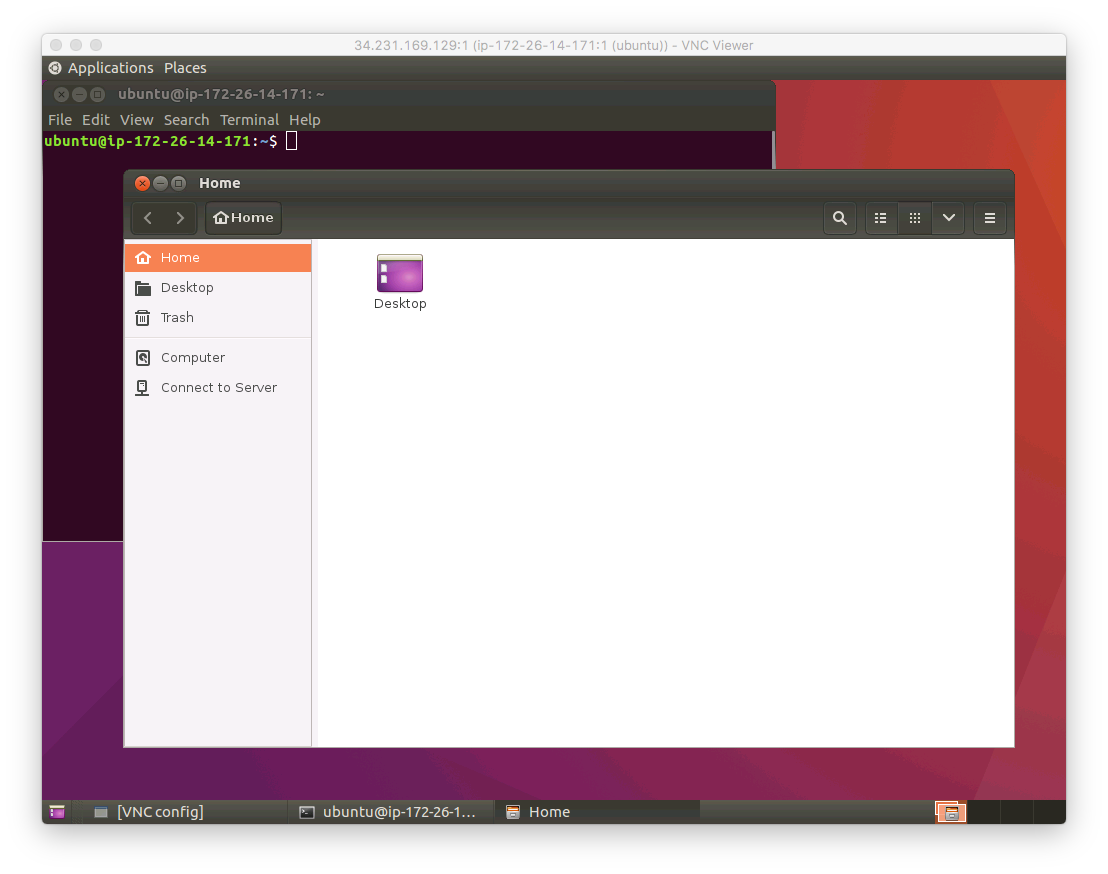 34.231.169.129:1 (ip-172-26-14-171:1 (ubuntu)) - VNC Viewer
Applications Places
ubuntu@ip-172-26-14-171: ~
File Edit View Search Terminal Help
ubuntu@ip-172-26-14-171:~$
Home
Home
Home
Desktop
Trash
Computer
Connect to Server
Desktop
[VNC config] ubuntu@ip-172-26-1... Home